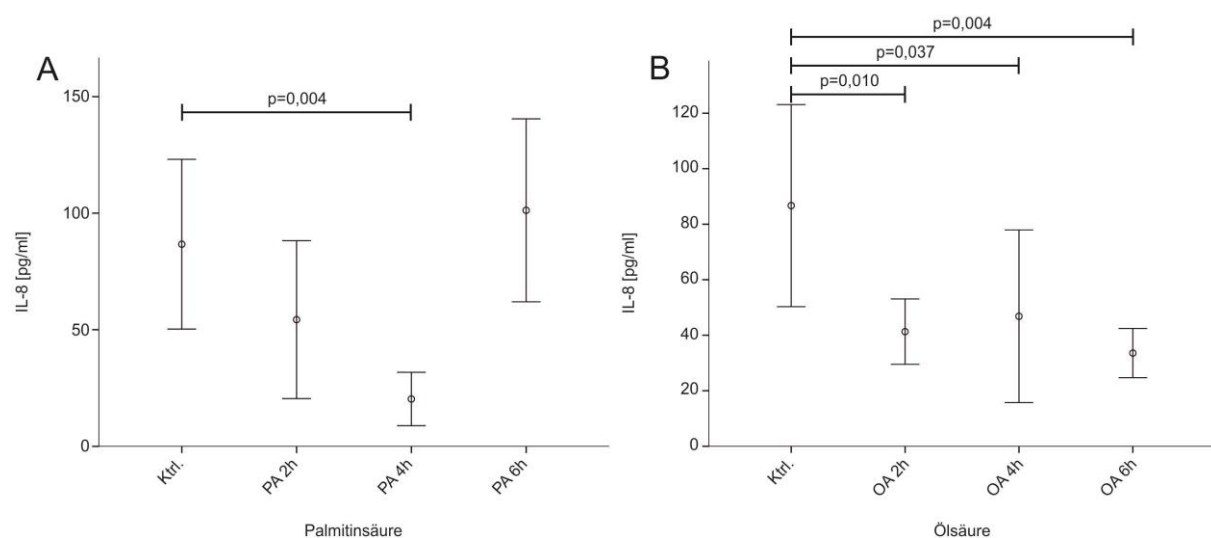 A
p=0,004
150
100
50
0
IL-8 [pg/ml]
Ktrl.
PA 2h
PA 4h
PA 6h
Palmitinsäure
B
p=0,004
p=0,037
p=0,010
120
100
80
60
40
20
0
IL-8 [pg/ml]
Ktrl.
OA 2h
OA 4h
OA 6h
Ölsäure